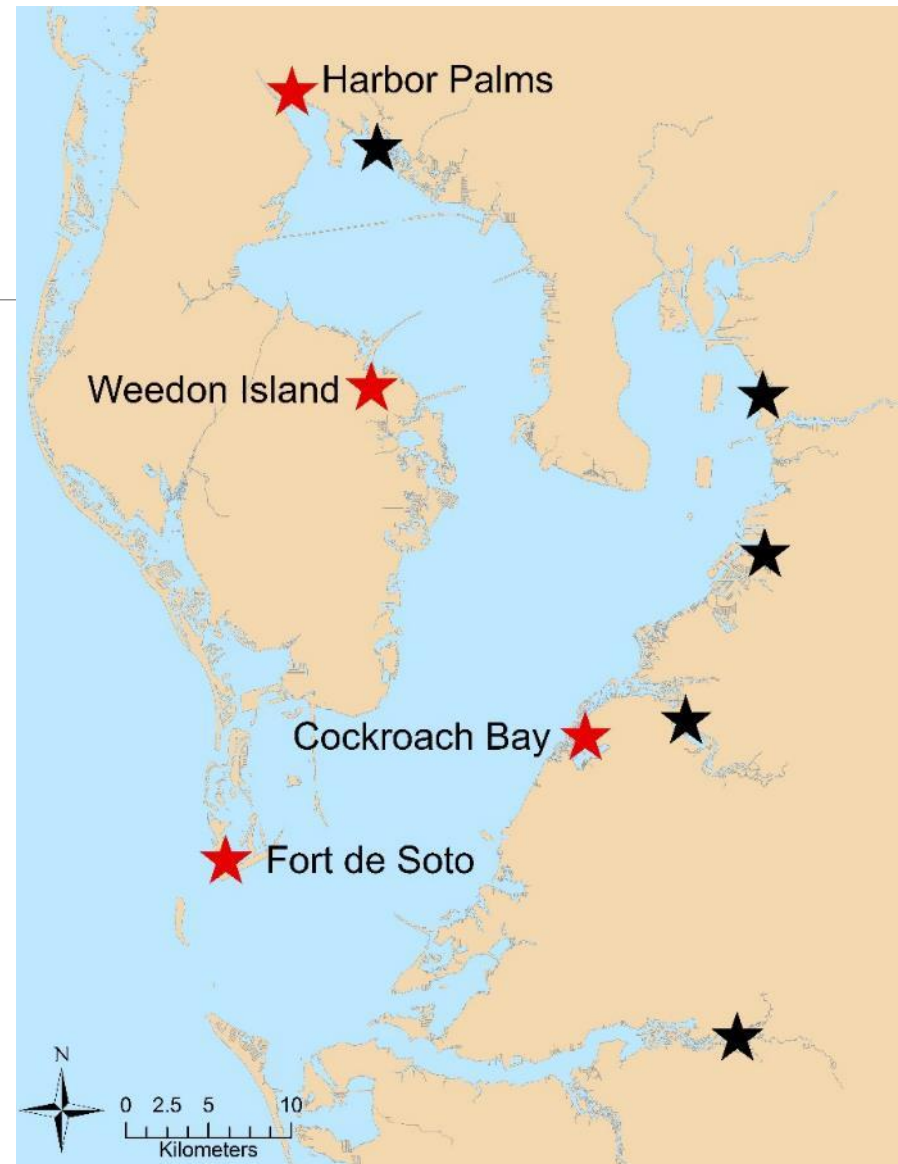 Harbor Palms
Weedon Island
Cockroach Bay
Fort de Soto
N
0 2.5 5 10
Kilometers